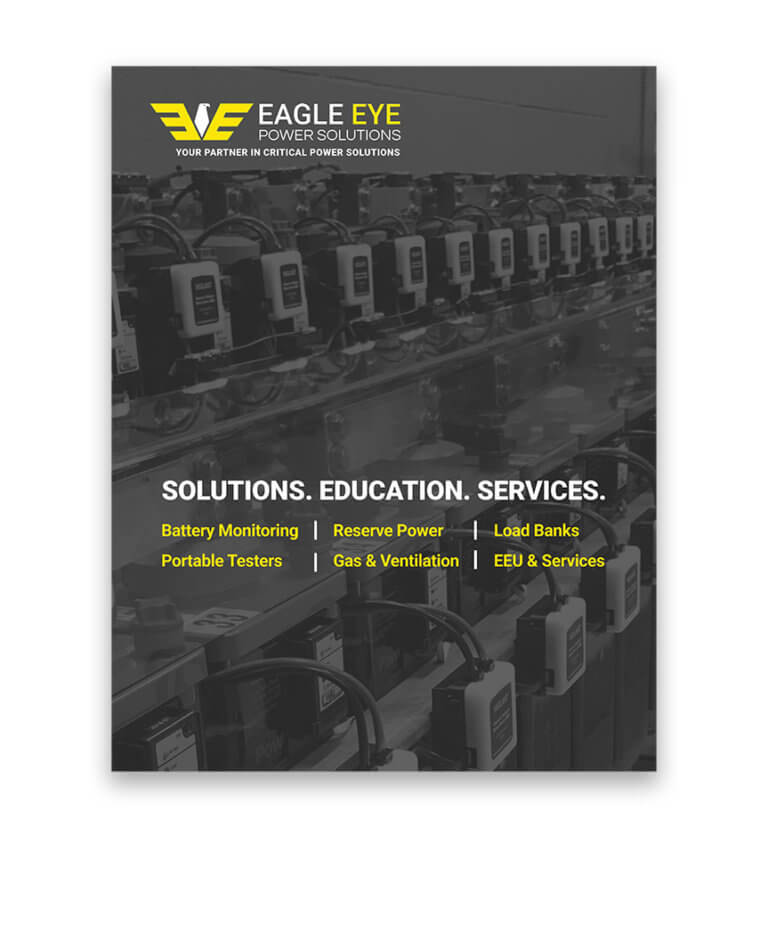 EAGLE EYE
POWER SOLUTIONS
YOUR PARTNER IN CRITICAL POWER SOLUTIONS
SOLUTIONS. EDUCATION. SERVICES.
Battery Monitoring | Reserve Power | Load Banks
Portable Testers | Gas & Ventilation | EEU & Services
33